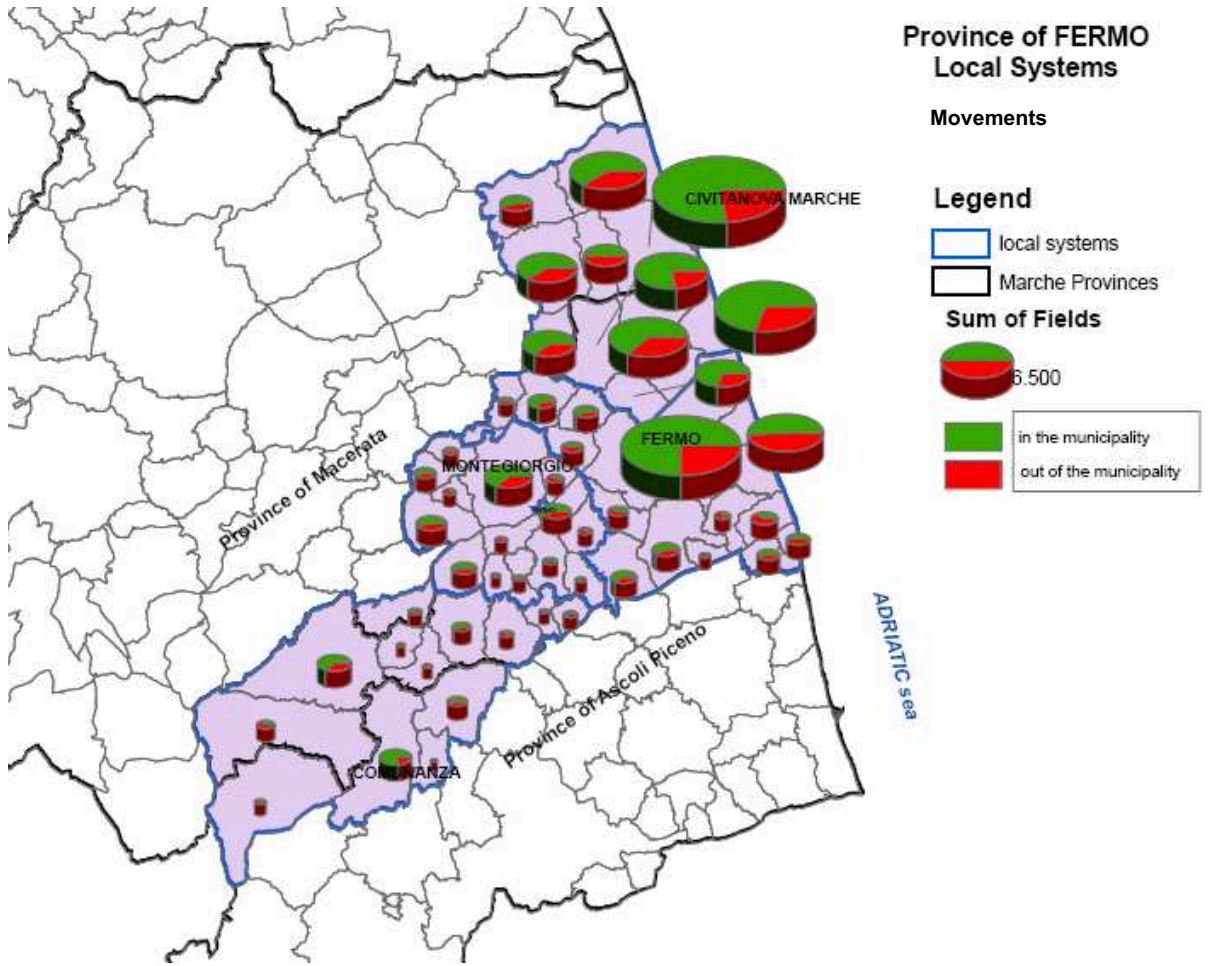 Province of FERMO
Local Systems
Movements
Legend
local systems
Marche Provinces
Sum of Fields
6.500
in the municipality
out of the municipality
CIVITANOVA MARCHE
FERMO
MONTEGIORGIO
Province of Macerata
ADRIATIC sea
Province of Ascoli Piceno
COMUNANZA